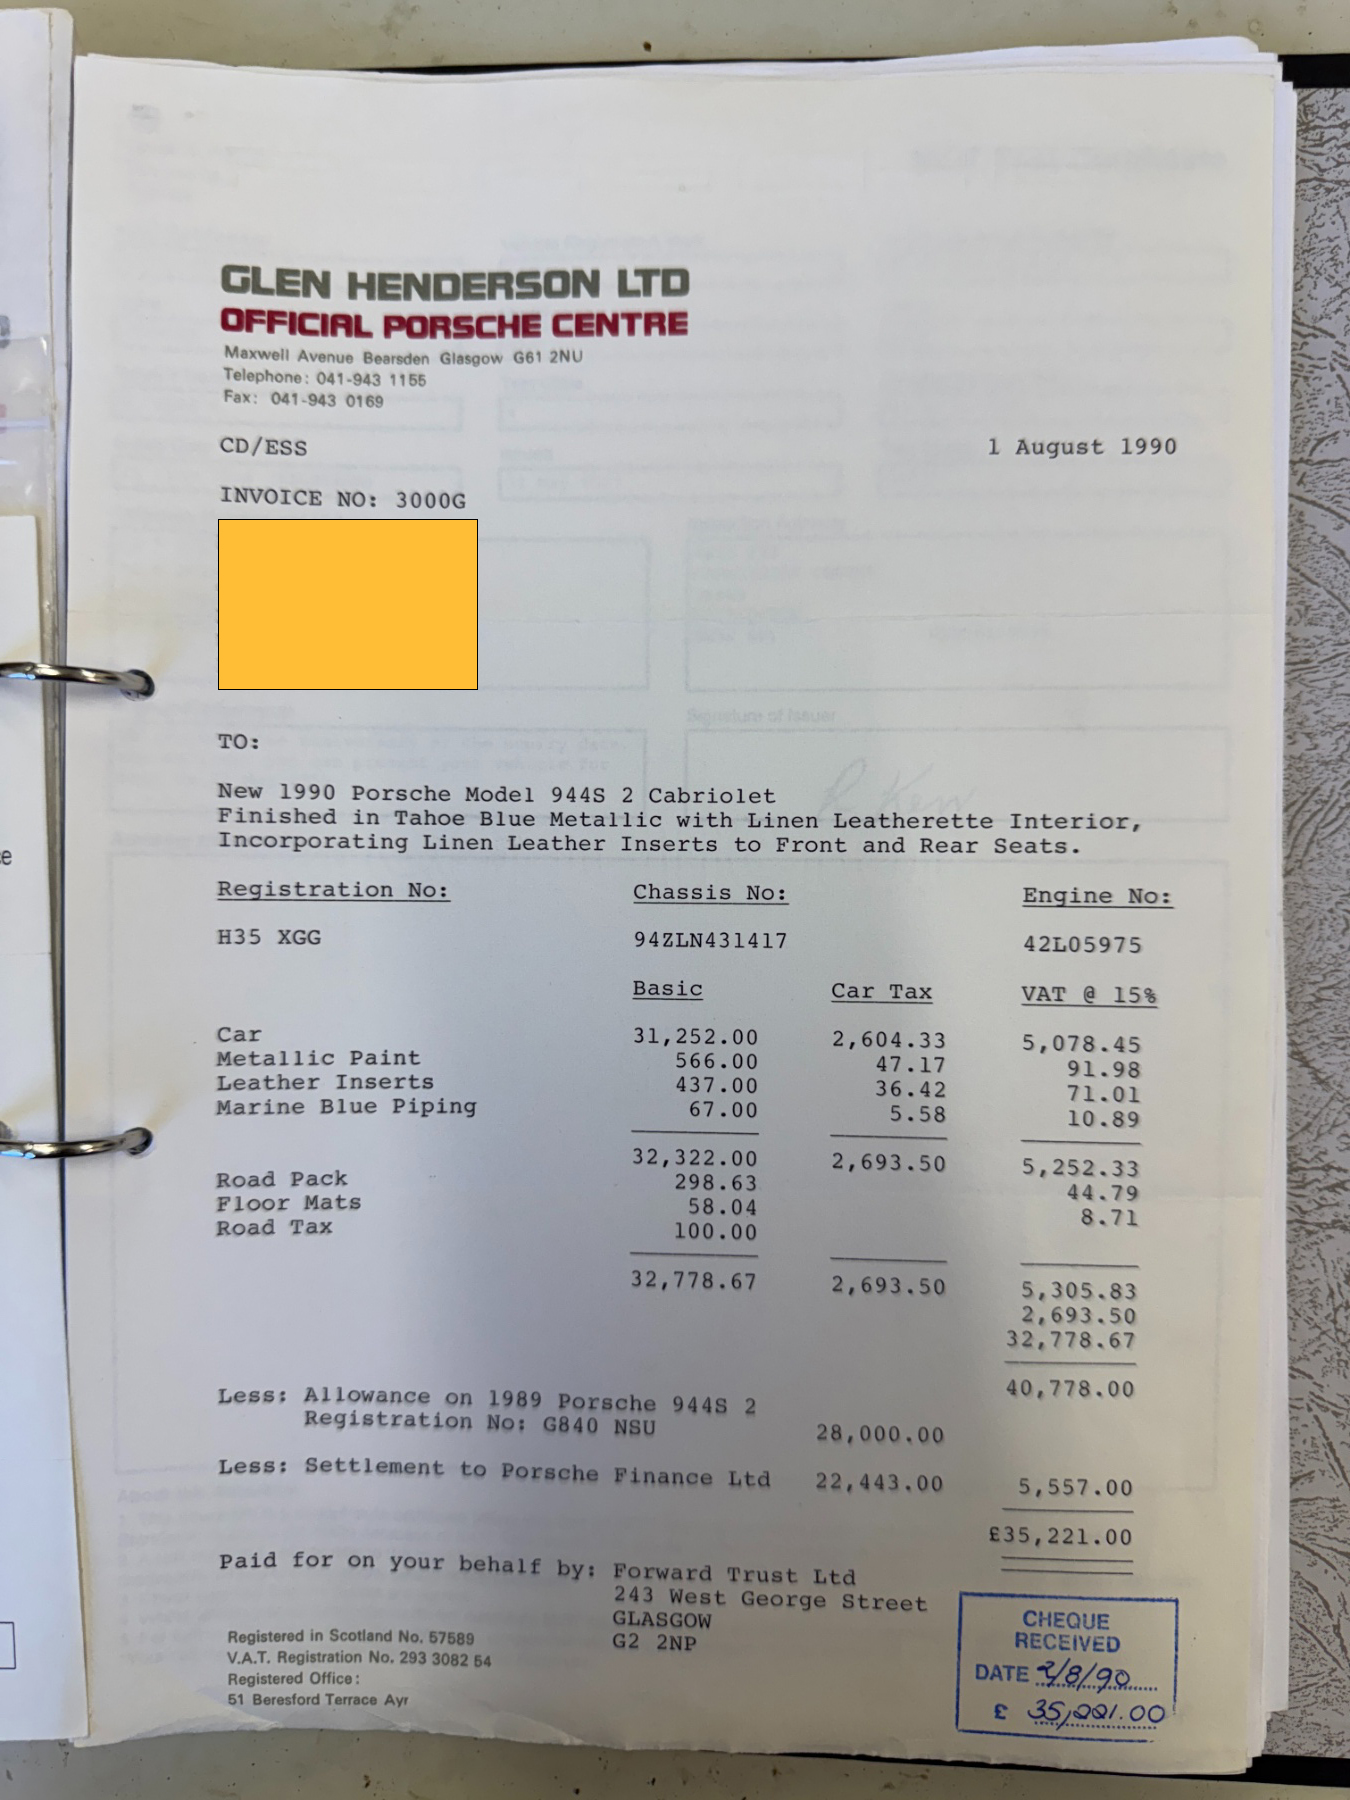 GLEN HENDERSON LTD
OFFICIAL PORSCHE CENTRE
Maxwell Avenue Bearsden Glasgow G61 2NU
Telephone: 041-943 1155
Fax: 041-943 0169
CD/ESS 1 August 1990
INVOICE NO: 3000G
TO:
New 1990 Porsche Model 944S 2 Cabriolet
Finished in Tahoe Blue Metallic with Linen Leatherette Interior,
Incorporating Linen Leather Inserts to Front and Rear Seats.
Registration No: Chassis No: Engine No:
H35 XGG 94ZLN431417 42L05975
Basic Car Tax VAT @ 15%
Car 31,252.00 2,604.33 5,078.45
Metallic Paint 566.00 47.17 91.98
Leather Inserts 437.00 36.42 71.01
Marine Blue Piping 67.00 5.58 10.89
32,322.00 2,693.50 5,252.33
Road Pack 298.63 44.79
Floor Mats 58.04 8.71
Road Tax 100.00
32,778.67 2,693.50 5,305.83
2,693.50
32,778.67
40,778.00
Less: Allowance on 1989 Porsche 944S 2
Registration No: G840 NSU 28,000.00
Less: Settlement to Porsche Finance Ltd 22,443.00 5,557.00
£35,221.00
Paid for on your behalf by: Forward Trust Ltd
243 West George Street
GLASGOW
G2 2NP
Registered in Scotland No. 57589
V.A.T. Registration No. 293 3082 54
Registered Office:
51 Beresford Terrace Ayr
CHEQUE
RECEIVED
DATE 2/8/90
£ 35,221.00
Signature of Issuer
R Kerr